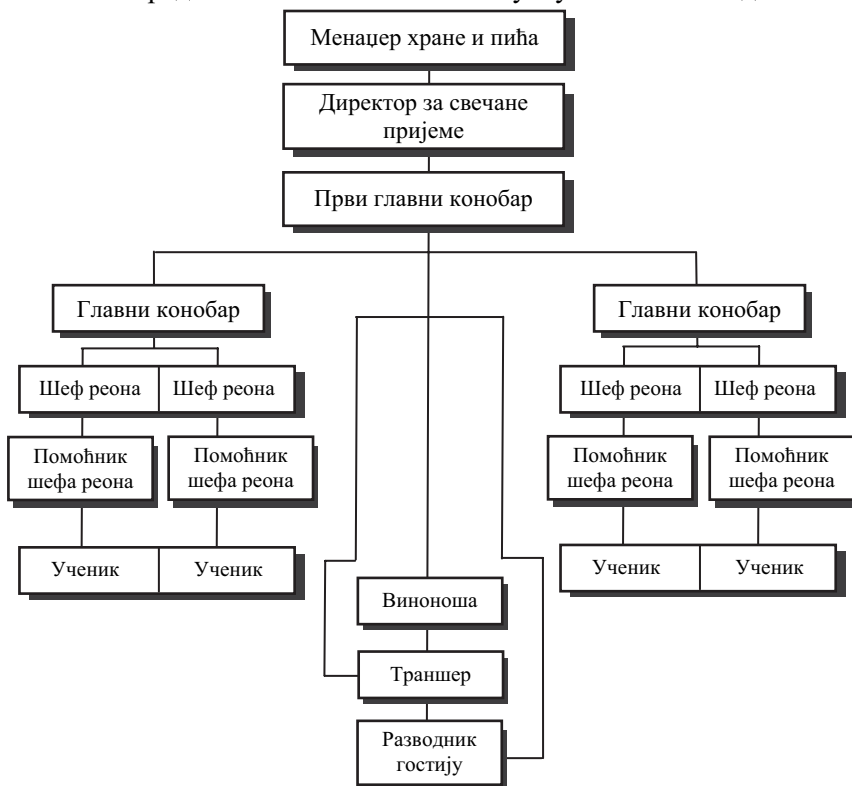 Менаџер хране и пића
Директор за свечане
пријеме
Први главни конобар
Главни конобар
Главни конобар
Шеф реона
Шеф реона
Шеф реона
Шеф реона
Помоћник
шефа реона
Помоћник
шефа реона
Помоћник
шефа реона
Помоћник
шефа реона
Ученик
Ученик
Ученик
Ученик
Виноноша
Траншер
Разводник
гостију